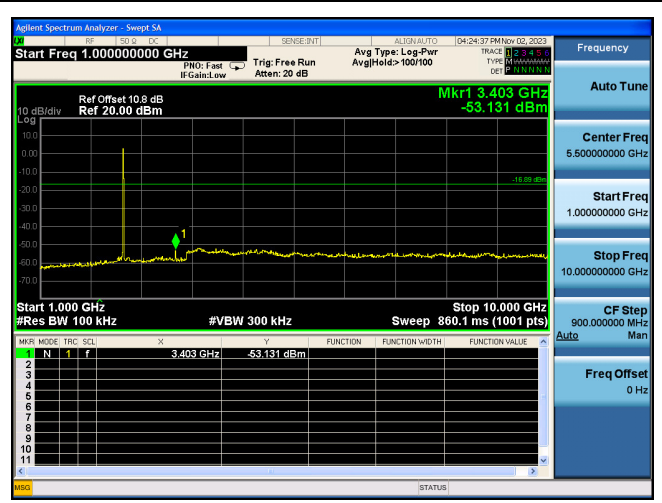 Agilent Spectrum Analyzer - Swept SA
RF 50 Ω DC SENSE:INT ALIGN AUTO 04:24:37 PM Nov 02, 2023
Start Freq 1.000000000 GHz
PNO: Fast
IFGain:Low
Trig: Free Run
Atten: 20 dB
Avg Type: Log-Pwr
Avg|Hold:>100/100
TRACE 1 2 3 4 5 6
TYPE M
DET P N N N N N
Ref Offset 10.8 dB
Ref 20.00 dBm
10 dB/div
Log
Mkr1 3.403 GHz
-53.131 dBm
10.0
0.00
-10.0
-20.0
-30.0
-40.0
-50.0
-60.0
-70.0
-16.89 dBm
1
Start 1.000 GHz Stop 10.000 GHz
#Res BW 100 kHz #VBW 300 kHz Sweep 860.1 ms (1001 pts)
MKR MODE TRC SCL X Y FUNCTION FUNCTION WIDTH FUNCTION VALUE
1 N 1 f 3.403 GHz -53.131 dBm
2
3
4
5
6
7
8
9
10
11
MSG STATUS
Frequency
Auto Tune
Center Freq
5.500000000 GHz
Start Freq
1.000000000 GHz
Stop Freq
10.000000000 GHz
CF Step
900.000000 MHz
Auto Man
Freq Offset
0 Hz